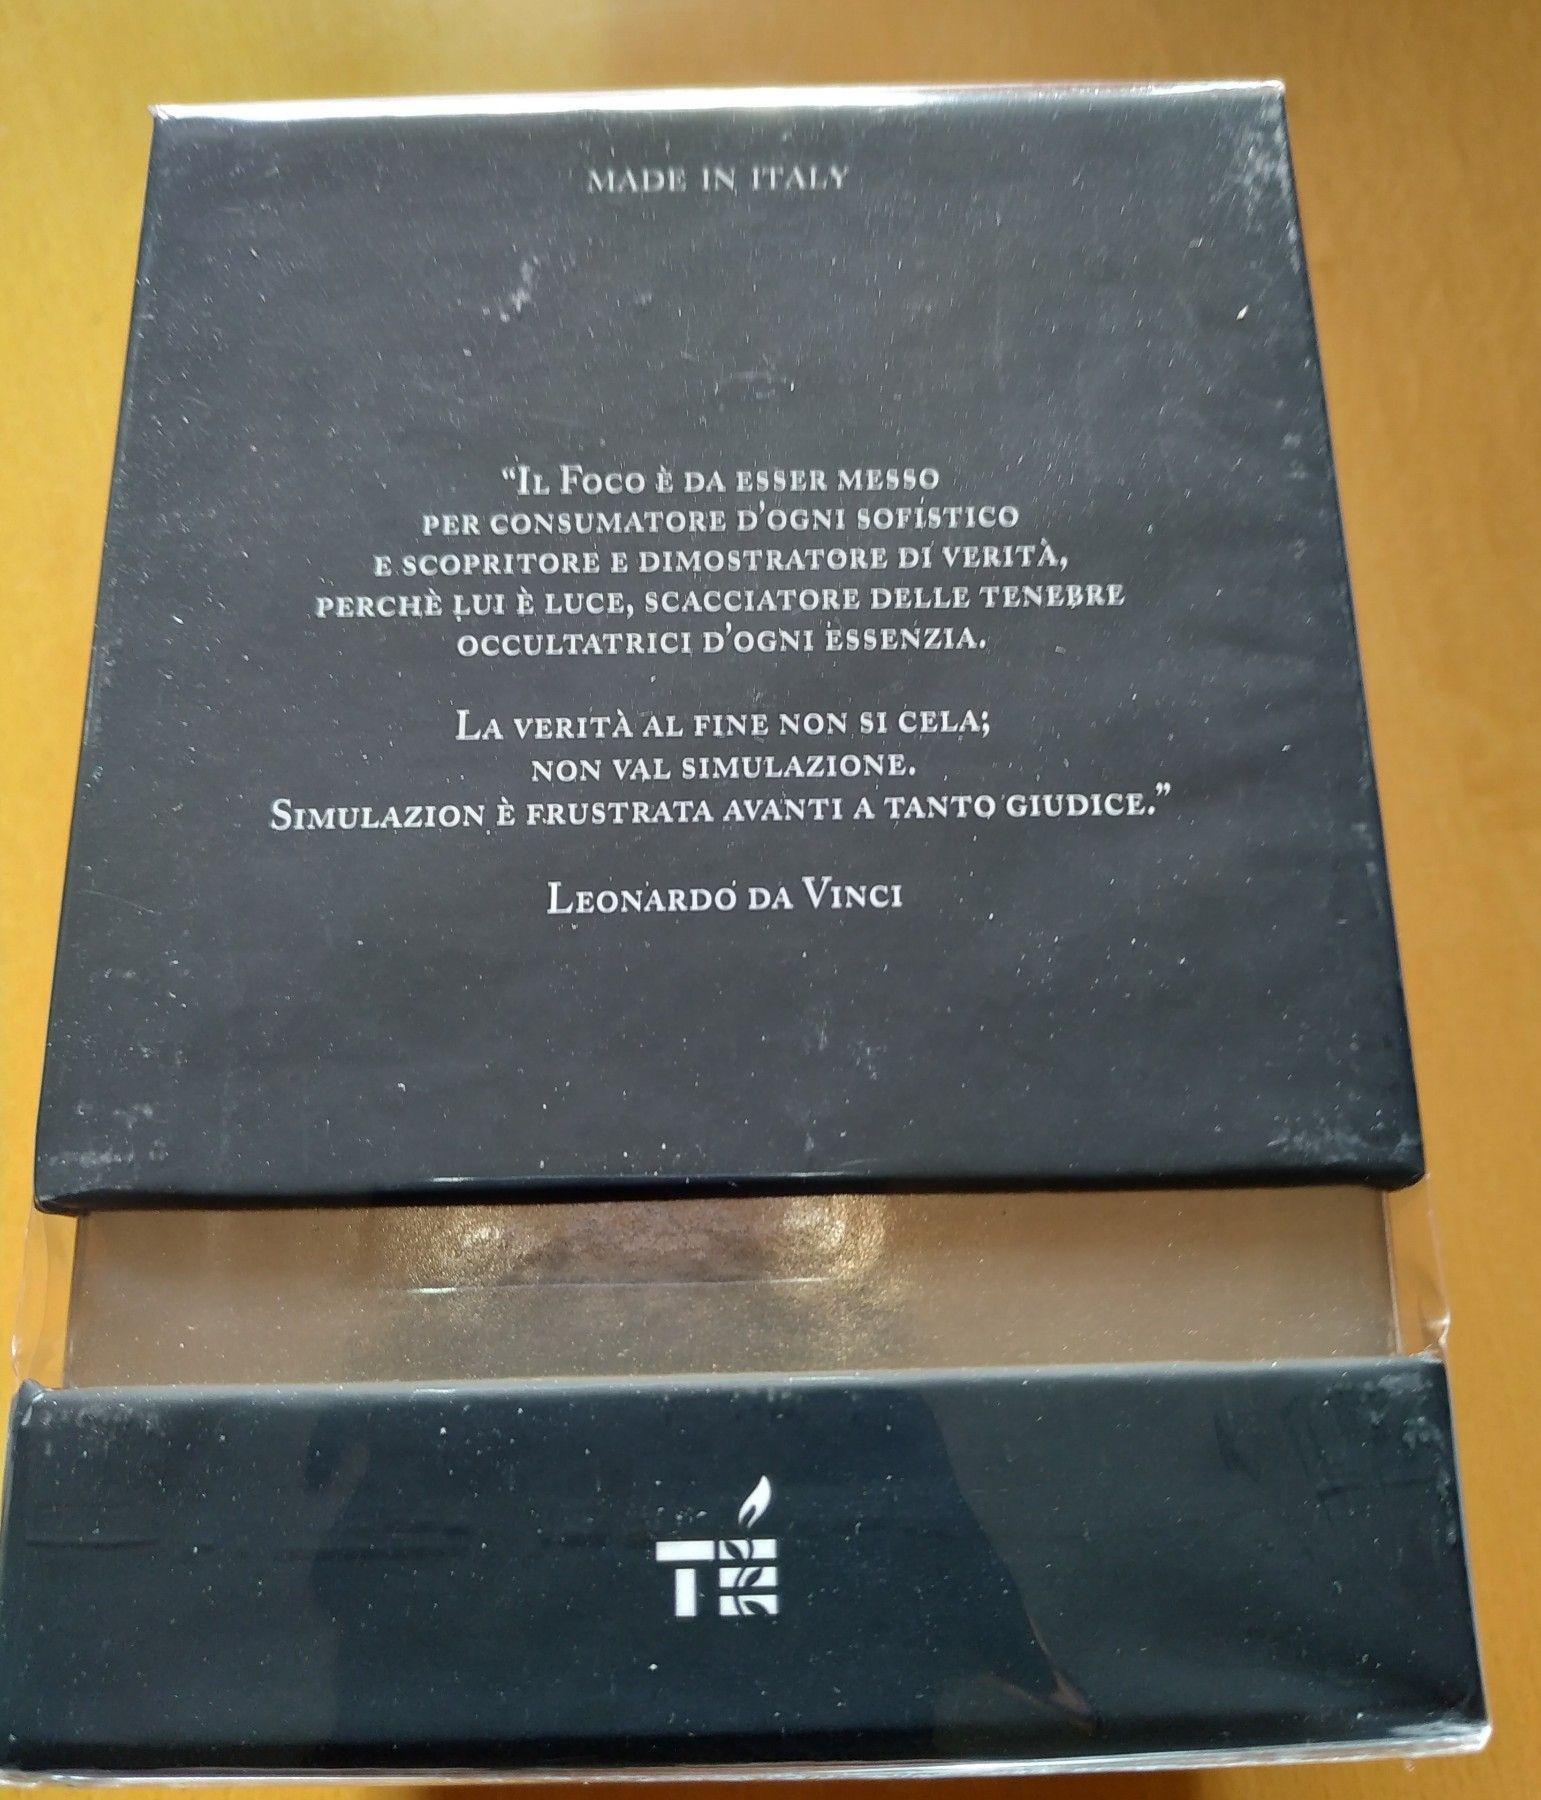 MADE IN ITALY
“IL FOCO È DA ESSER MESSO
PER CONSUMATORE D’OGNI SOFÍSTICO
E SCOPRITORE E DIMOSTRATORE DI VERITÀ,
PERCHÈ LUI È LUCE, SCACCIATORE DELLE TENEBRE
OCCULTATRICI D’OGNI ESSENZIA.
LA VERITÀ AL FINE NON SI CELA;
NON VAL SIMULAZIONE.
SIMULAZION È FRUSTRATA AVANTI A TANTO GIUDICE.”
LEONARDO DA VINCI
TE